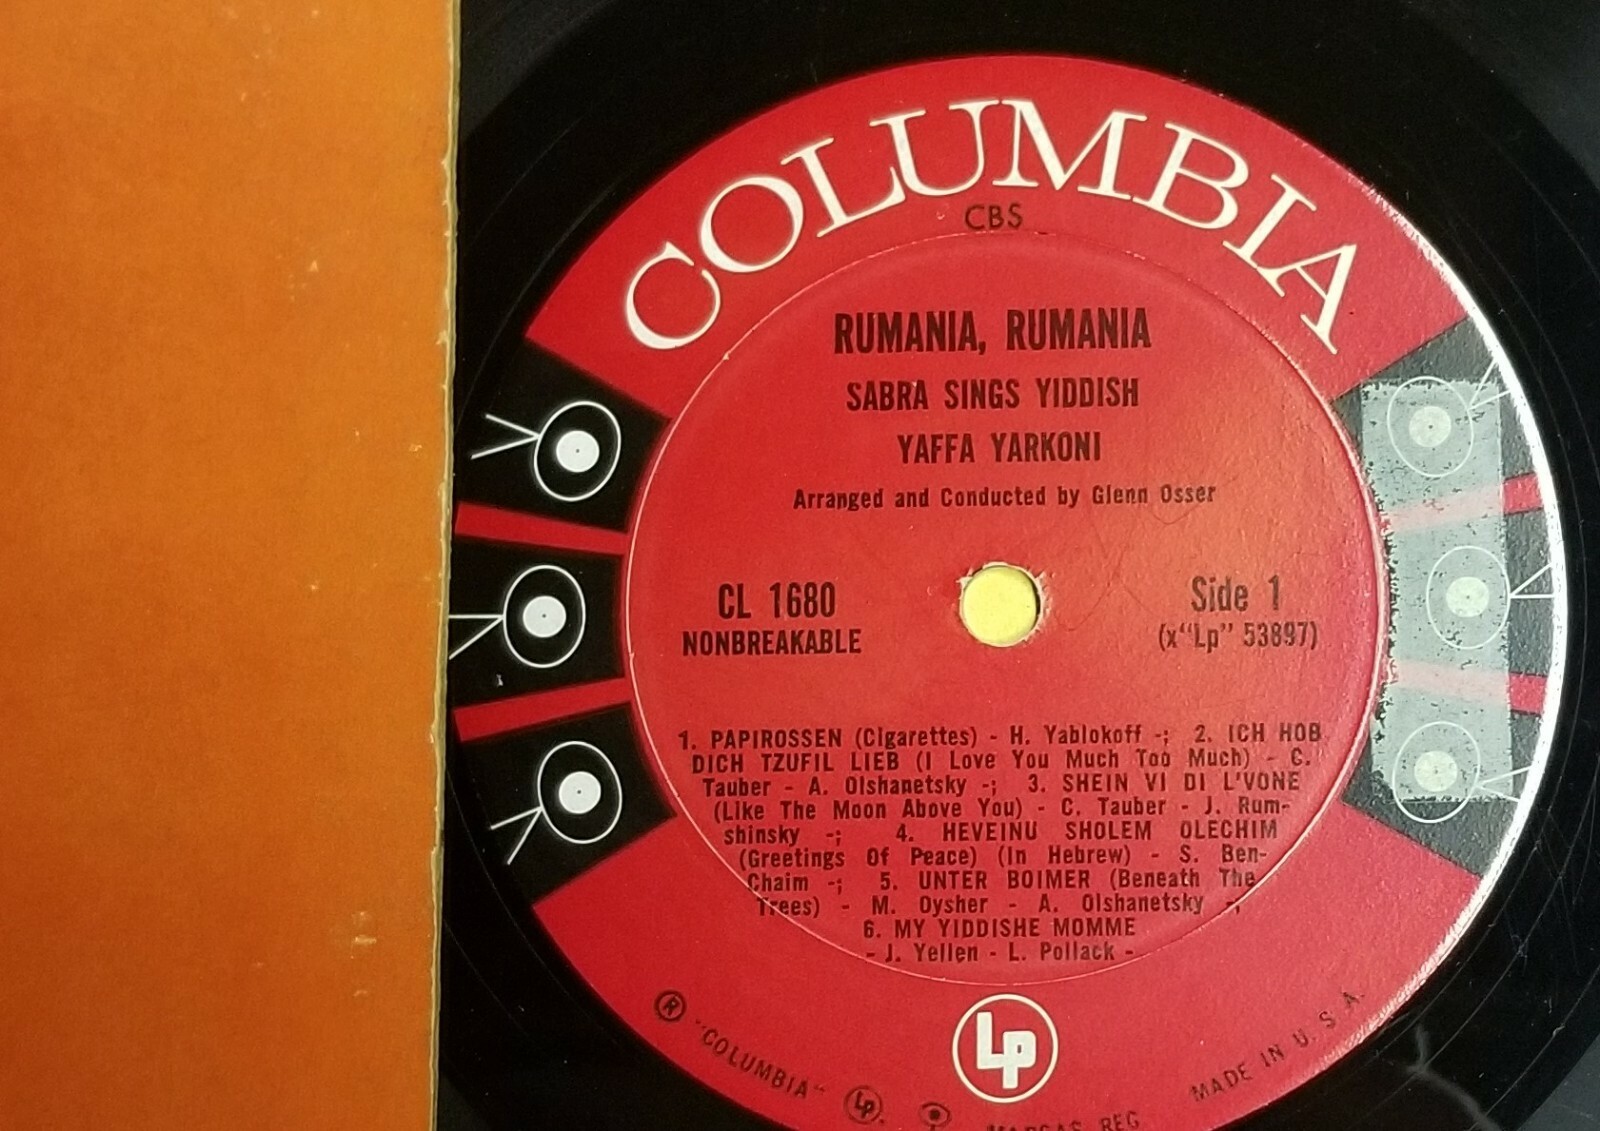 COLUMBIA
CBS
RUMANIA, RUMANIA
SABRA SINGS YIDDISH
YAFFA YARKONI
Arranged and Conducted by Glenn Osser
CL 1680
NONBREAKABLE
Side 1
(x"Lp" 53897)
1. PAPIROSSEN (Cigarettes) - H. Yablokoff -; 2. ICH HOB
DICH TZUFIL LIEB (I Love You Much Too Much) - C.
Tauber - A. Olshanetsky -; 3. SHEIN VI DI L'VONE
(Like The Moon Above You) - C. Tauber - J. Rum-
shinsky -; 4. HEVEINU SHOLEM OLECHIM
(Greetings Of Peace) (In Hebrew) - S. Ben-
Chaim -; 5. UNTER BOIMER (Beneath The
Trees) - M. Oysher - A. Olshanetsky -;
6. MY YIDDISHE MOMME
- J. Yellen - L. Pollack -
Lp
® "COLUMBIA" Lp. MARCAS REG
MADE IN U. S. A.